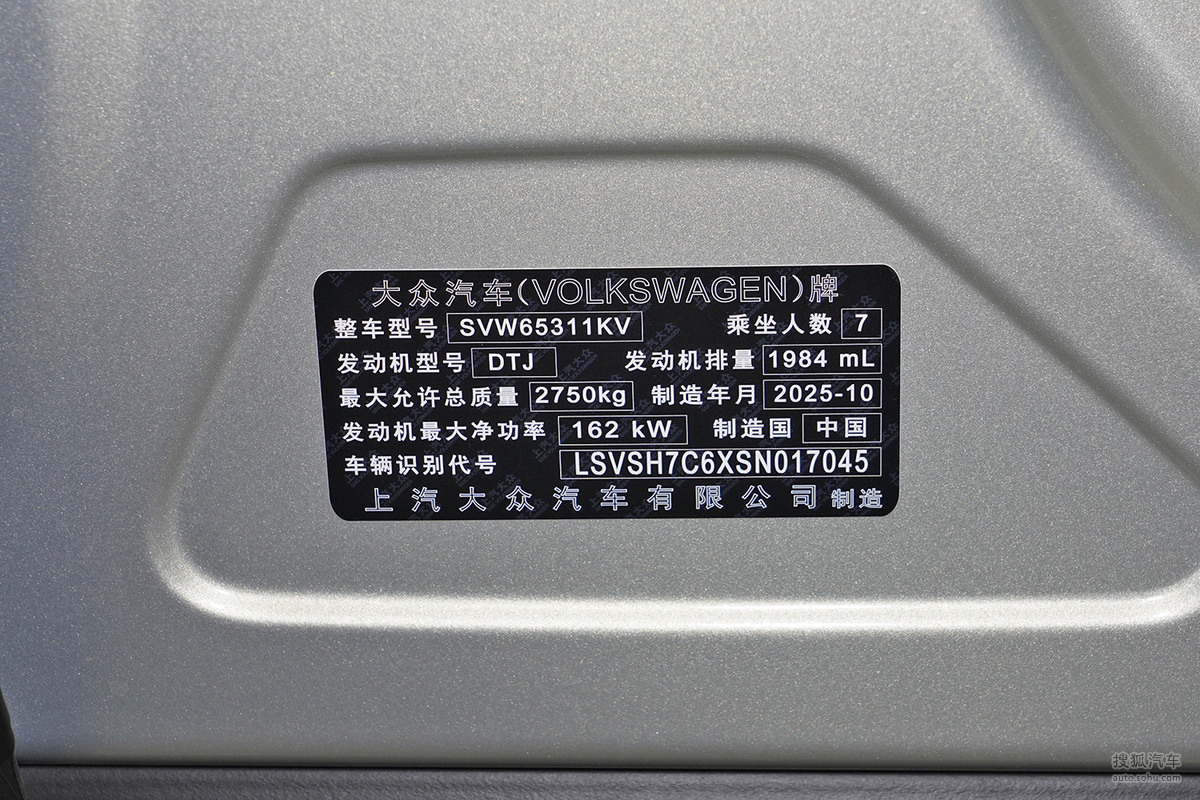 大众汽车(VOLKSWAGEN)牌
整车型号 SVW65311KV 乘坐人数 7
发动机型号 DTJ 发动机排量 1984 mL
最大允许总质量 2750kg 制造年月 2025-10
发动机最大净功率 162 kW 制造国 中国
车辆识别代号 LSVSH7C6XSN017045
上汽大众汽车有限公司 制造
搜狐汽车
auto.sohu.com